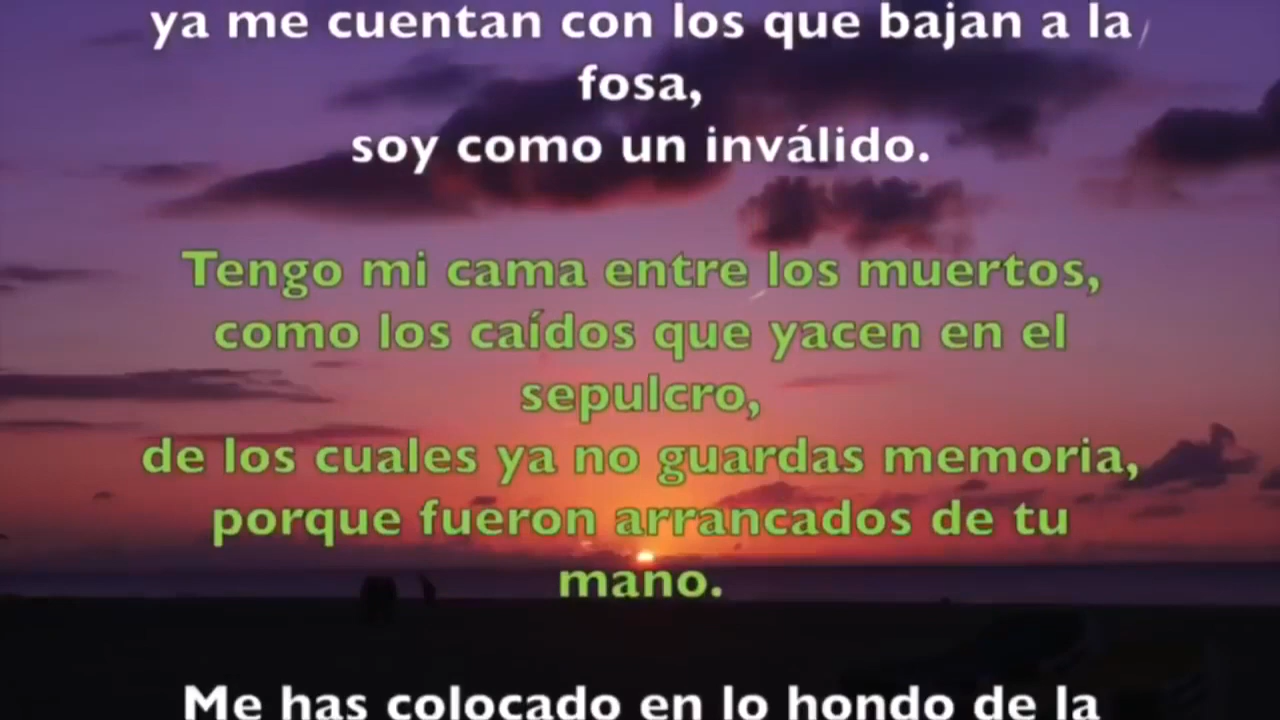 ya me cuentan con los que bajan a la
fosa,
soy como un inválido.
Tengo mi cama entre los muertos,
como los caídos que yacen en el
sepulcro,
de los cuales ya no guardas memoria,
porque fueron arrancados de tu
mano.
Me has colocado en lo hondo de la